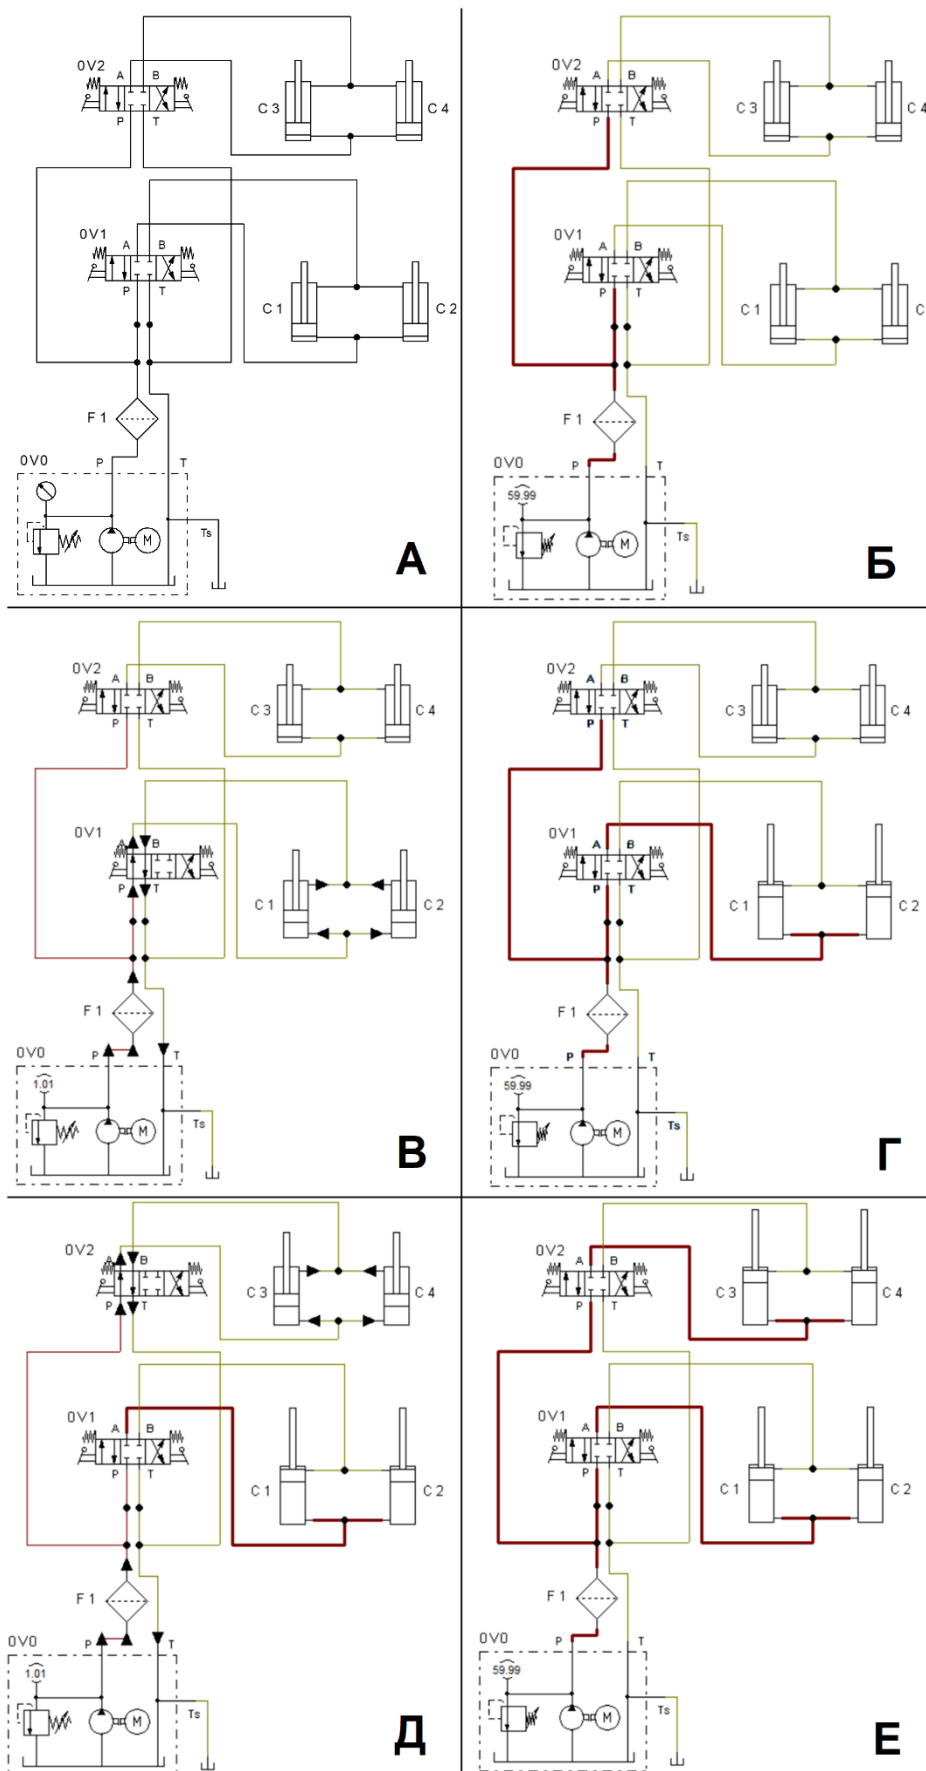 0V2 A B
P T
C 3 C 4
0V1 A B
P T
C 1 C 2
F 1
0V0 P T
M Ts
А
0V2 A B
P T
C 3 C 4
0V1 A B
P T
C 1 C
F 1
0V0 P T
59.99
M Ts
Б
0V2 A B
P T
C 3 C 4
0V1 A B
P T
C 1 C 2
F 1
0V0 P T
1.01
M Ts
В
0V2 A B
P T
C 3 C 4
0V1 A B
P T
C 1 C 2
F 1
0V0 P T
59.99
M Ts
Г
0V2 A B
P T
C 3 C 4
0V1 A B
P T
C 1 C 2
F 1
0V0 P T
1.01
M Ts
Д
0V2 A B
P T
C 3 C 4
0V1 A B
P T
C 1 C 2
F 1
0V0 P T
59.99
M Ts
Е